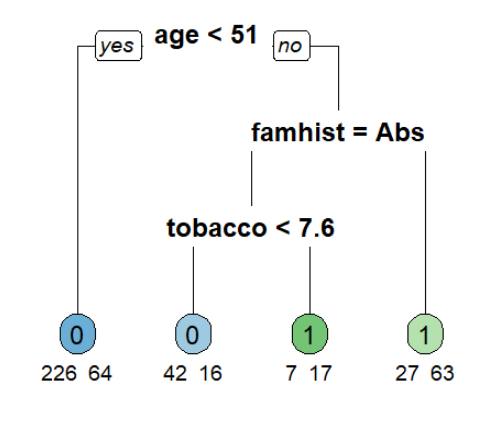 yes age < 51 no
famhist = Abs
tobacco < 7.6
0 0 1 1
226 64 42 16 7 17 27 63